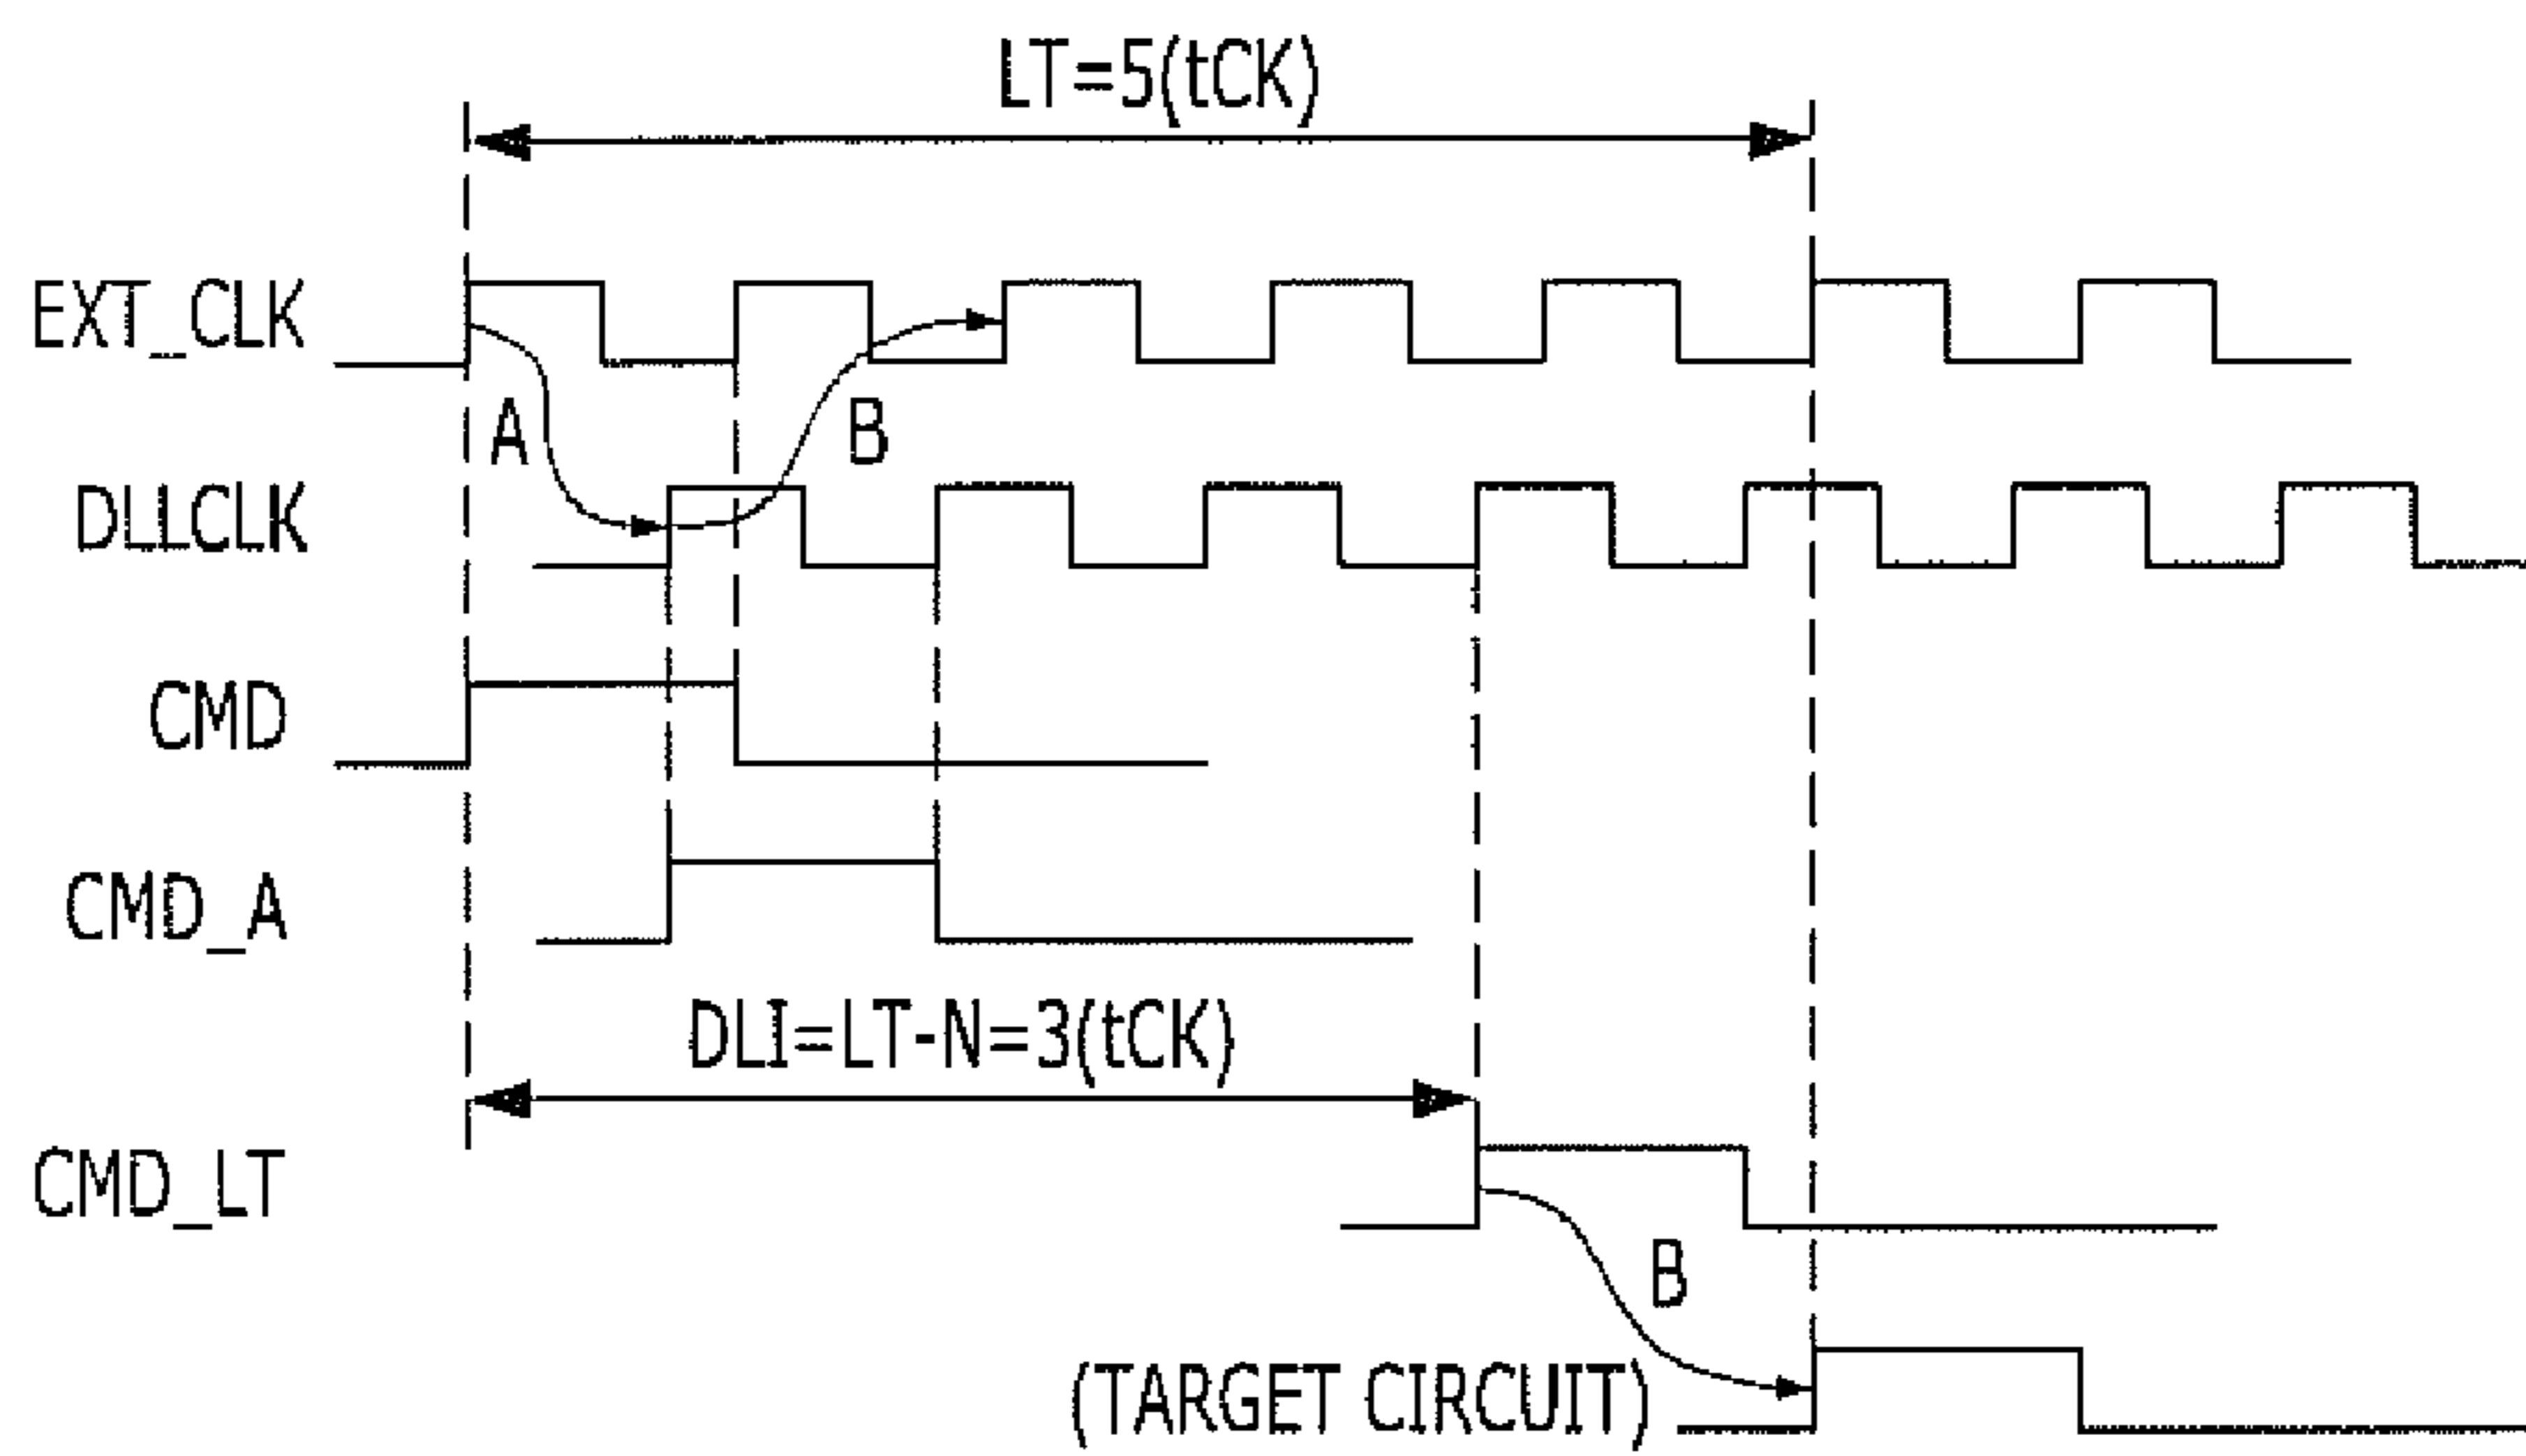 LT=5(tCK)
EXT_CLK
A
B
DLLCLK
CMD
CMD_A
DLI=LT-N=3(tCK)
CMD_LT
B
(TARGET CIRCUIT)